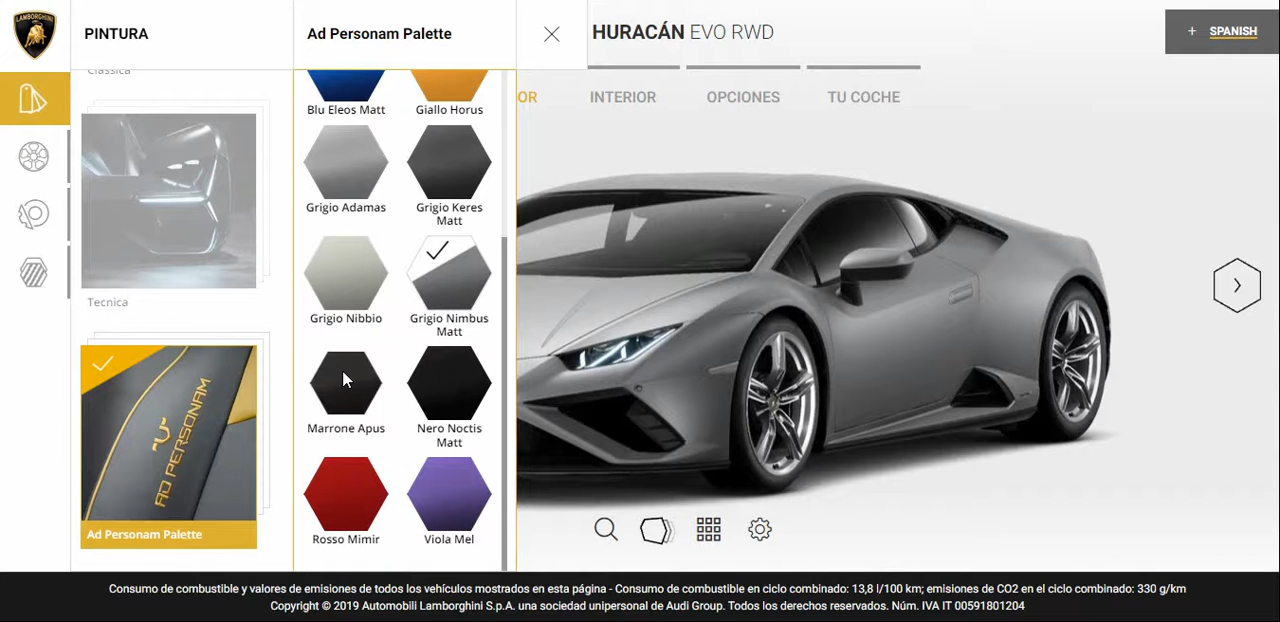 LAMBORGHINI
PINTURA
Ad Personam Palette
HURACÁN EVO RWD
+ SPANISH
OR
INTERIOR
OPCIONES
TU COCHE
Classica
Tecnica
AD PERSONAM
Ad Personam Palette
Blu Eleos Matt
Giallo Horus
Grigio Adamas
Grigio Keres
Matt
Grigio Nibbio
Grigio Nimbus
Matt
Marrone Apus
Nero Noctis
Matt
Rosso Mimir
Viola Mel
Consumo de combustible y valores de emisiones de todos los vehículos mostrados en esta página - Consumo de combustible en ciclo combinado: 13,8 l/100 km; emisiones de CO2 en el ciclo combinado: 330 g/km
Copyright © 2019 Automobili Lamborghini S.p.A. una sociedad unipersonal de Audi Group. Todos los derechos reservados. Núm. IVA IT 00591801204